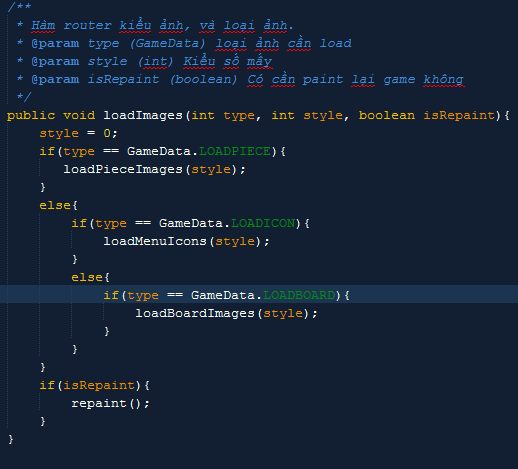 /**
 * Hàm router kiểu ảnh, và loại ảnh.
 * @param type (GameData) loại ảnh cần load
 * @param style (int) Kiểu số mấy
 * @param isRepaint (boolean) Có cần paint lại game không
 */
public void loadImages(int type, int style, boolean isRepaint){
    style = 0;
    if(type == GameData.LOADPIECE){
       loadPieceImages(style);
    }
    else{
        if(type == GameData.LOADICON){
            loadMenuIcons(style);
        }
        else{
            if(type == GameData.LOADBOARD){
                loadBoardImages(style);
            }
        }
    }
    if(isRepaint){
        repaint();
    }
}